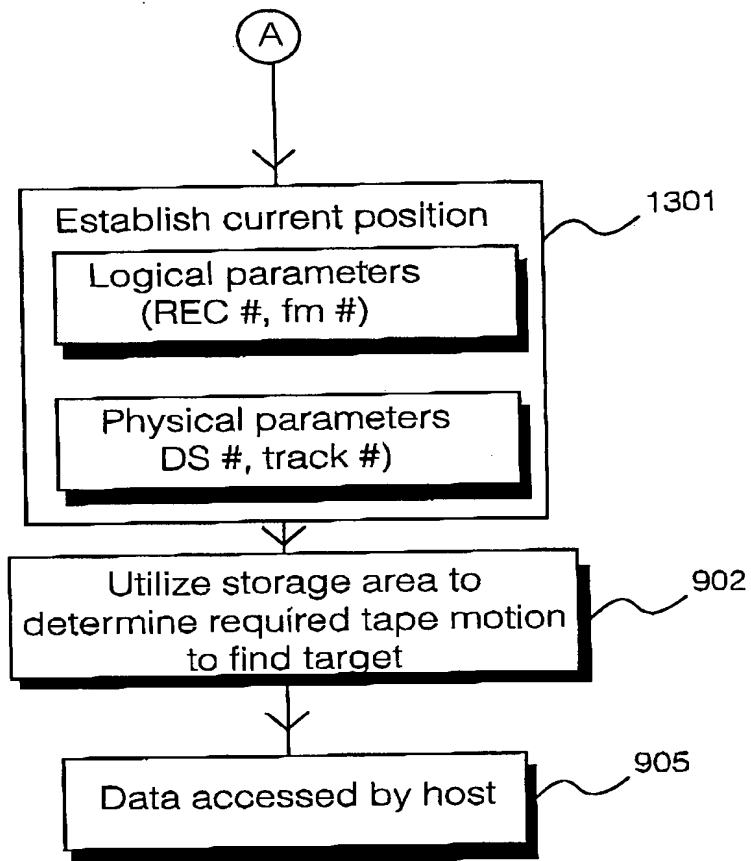 A
Establish current position
1301
Logical parameters
(REC #, fm #)
Physical parameters
DS #, track #)
Utilize storage area to
determine required tape motion
to find target
902
Data accessed by host
905